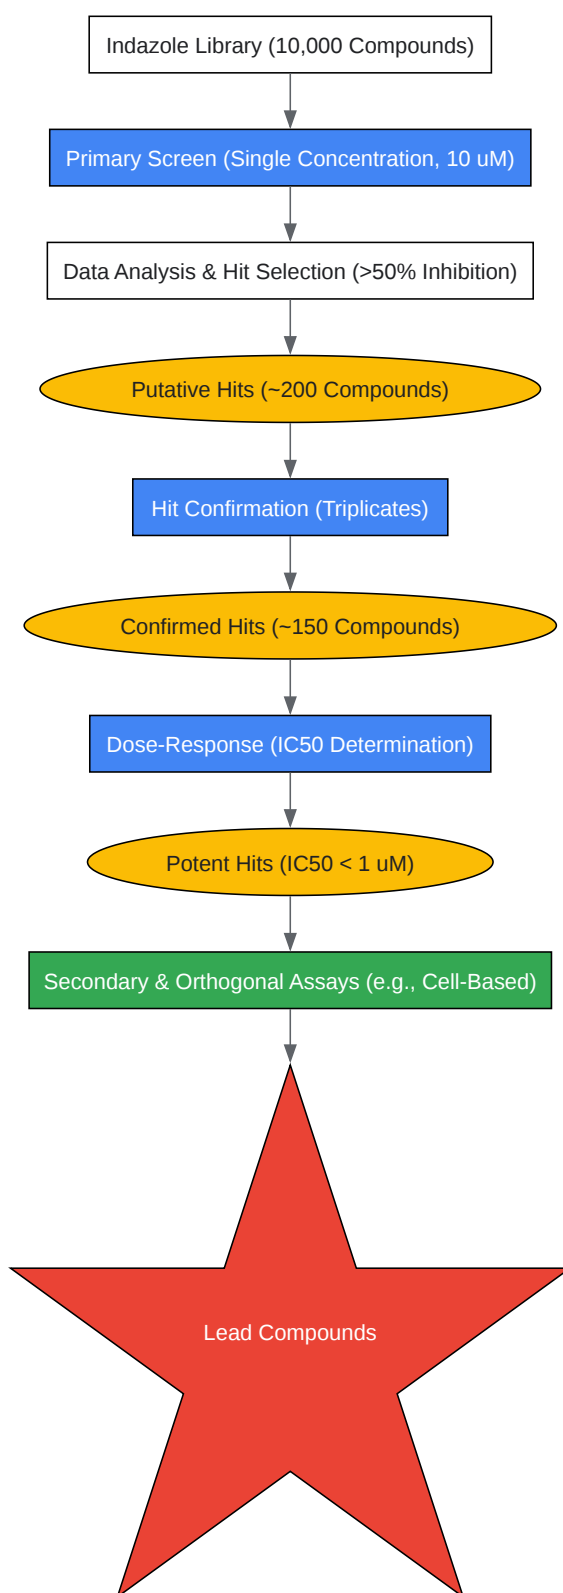 Indazole Library (10,000 Compounds)
Primary Screen (Single Concentration, 10 uM)
Data Analysis & Hit Selection (>50% Inhibition)
Putative Hits (~200 Compounds)
Hit Confirmation (Triplicates)
Confirmed Hits (~150 Compounds)
Dose-Response (IC50 Determination)
Potent Hits (IC50 < 1 uM)
Secondary & Orthogonal Assays (e.g., Cell-Based)
Lead Compounds